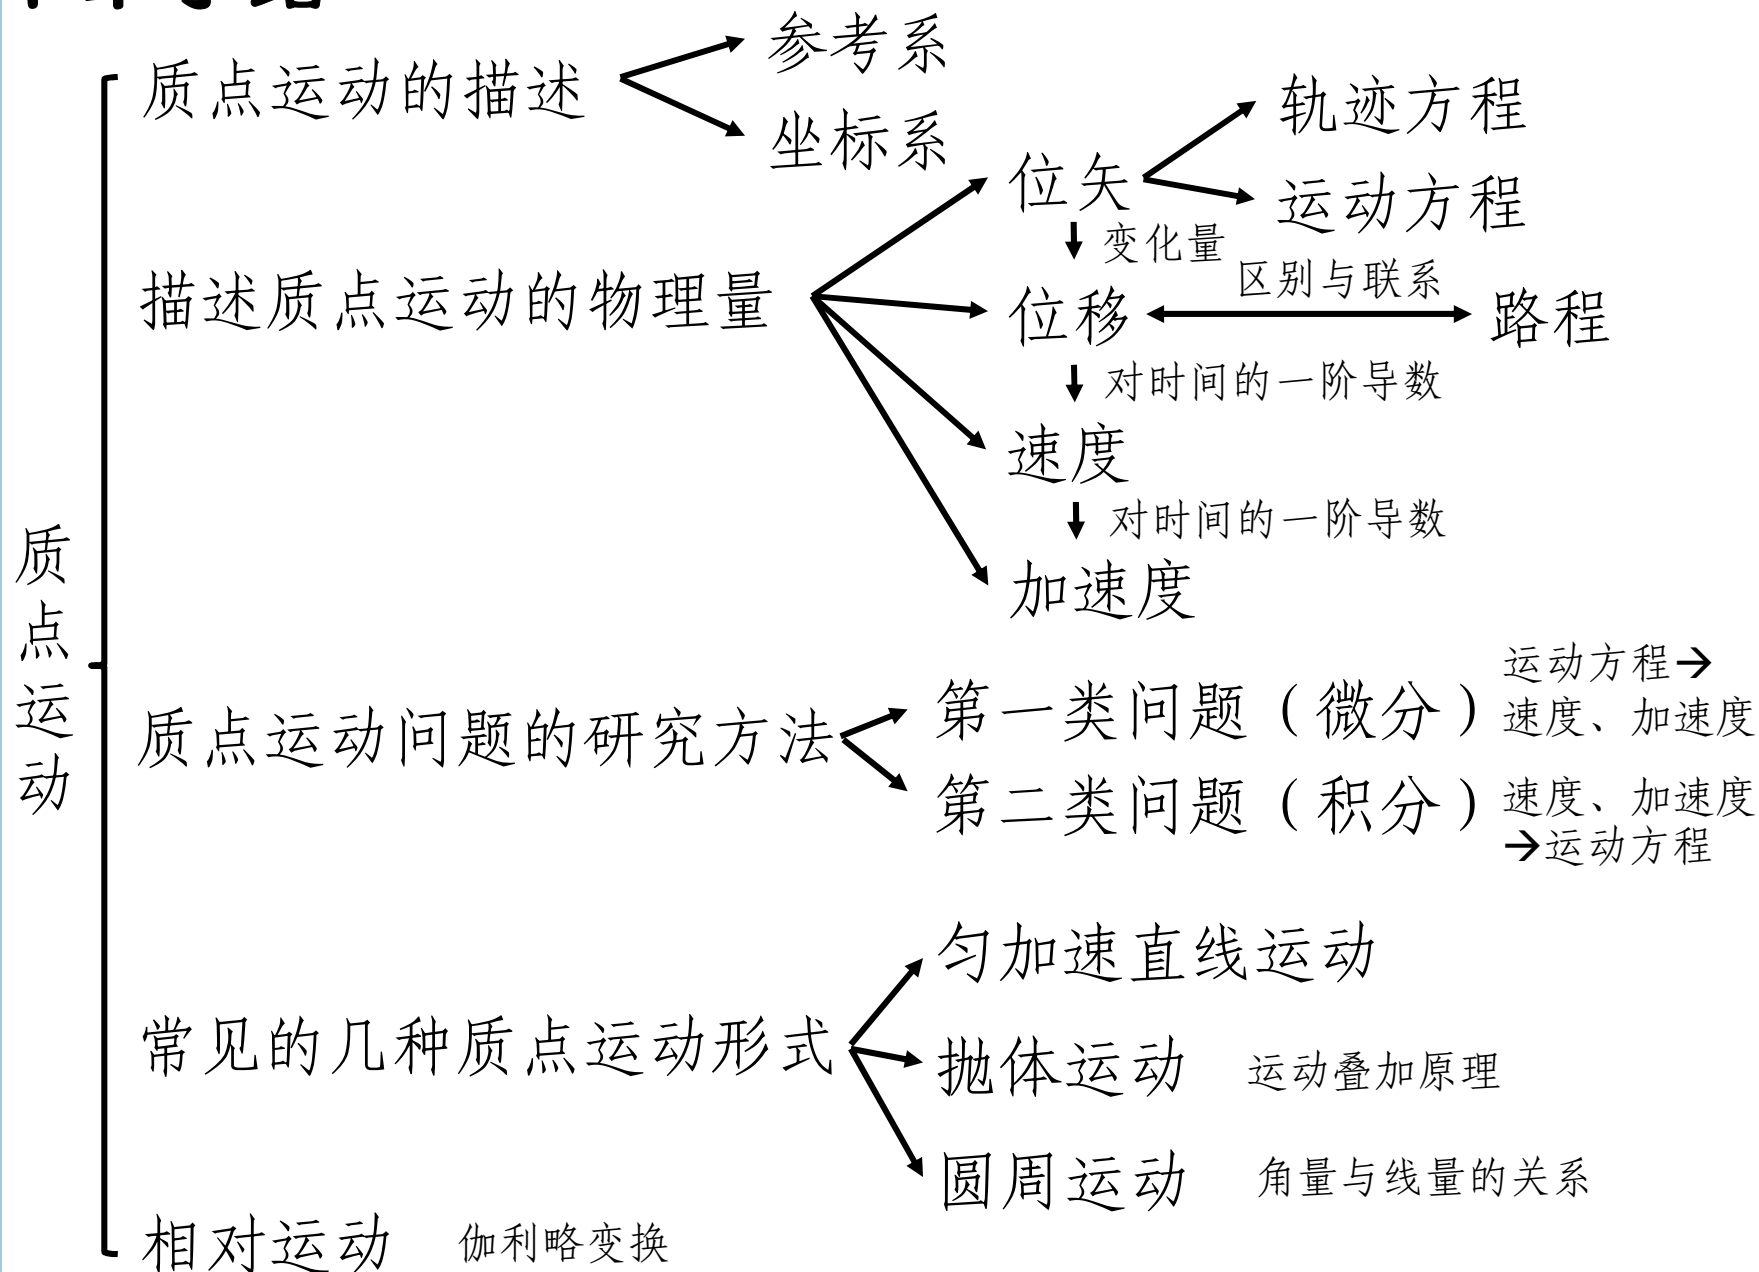 质点运动
质点运动的描述
参考系
坐标系
描述质点运动的物理量
位矢
轨迹方程
运动方程
变化量
位移
区别与联系
路程
对时间的一阶导数
速度
对时间的一阶导数
加速度
质点运动问题的研究方法
第一类问题（微分）
运动方程→
速度、加速度
第二类问题（积分）
速度、加速度
→运动方程
常见的几种质点运动形式
匀加速直线运动
抛体运动
运动叠加原理
圆周运动
角量与线量的关系
相对运动
伽利略变换